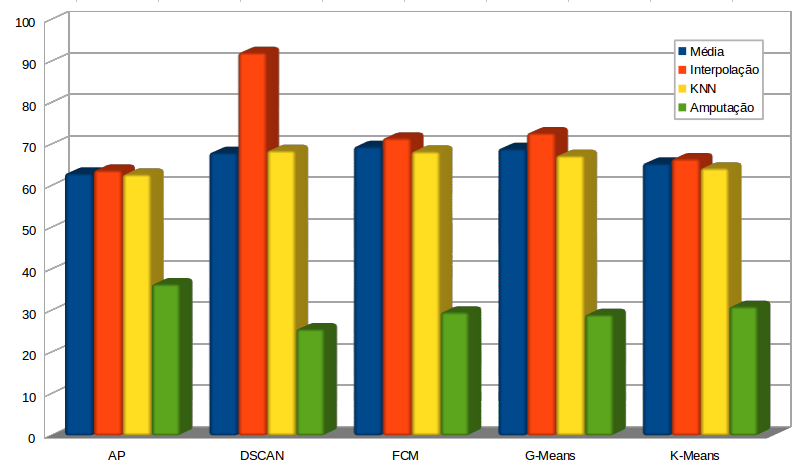 100
90
80
70
60
50
40
30
20
10
0
Média
Interpolação
KNN
Amputação
AP
DSCAN
FCM
G-Means
K-Means